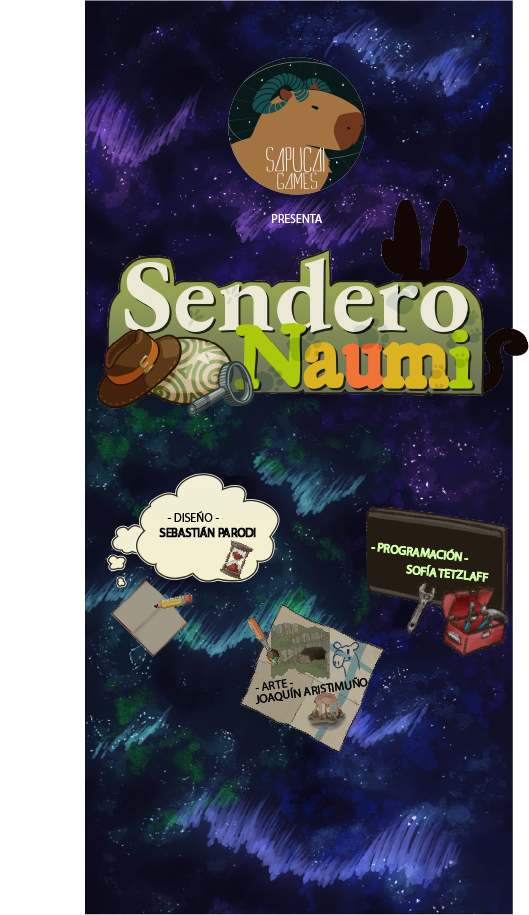 SAPUCAI
GAMES
PRESENTA
Sendero
Naumi
- DISEÑO -
SEBASTIÁN PARODI
- PROGRAMACIÓN -
SOFÍA TETZLAFF
- ARTE -
JOAQUÍN ARISTIMUÑO